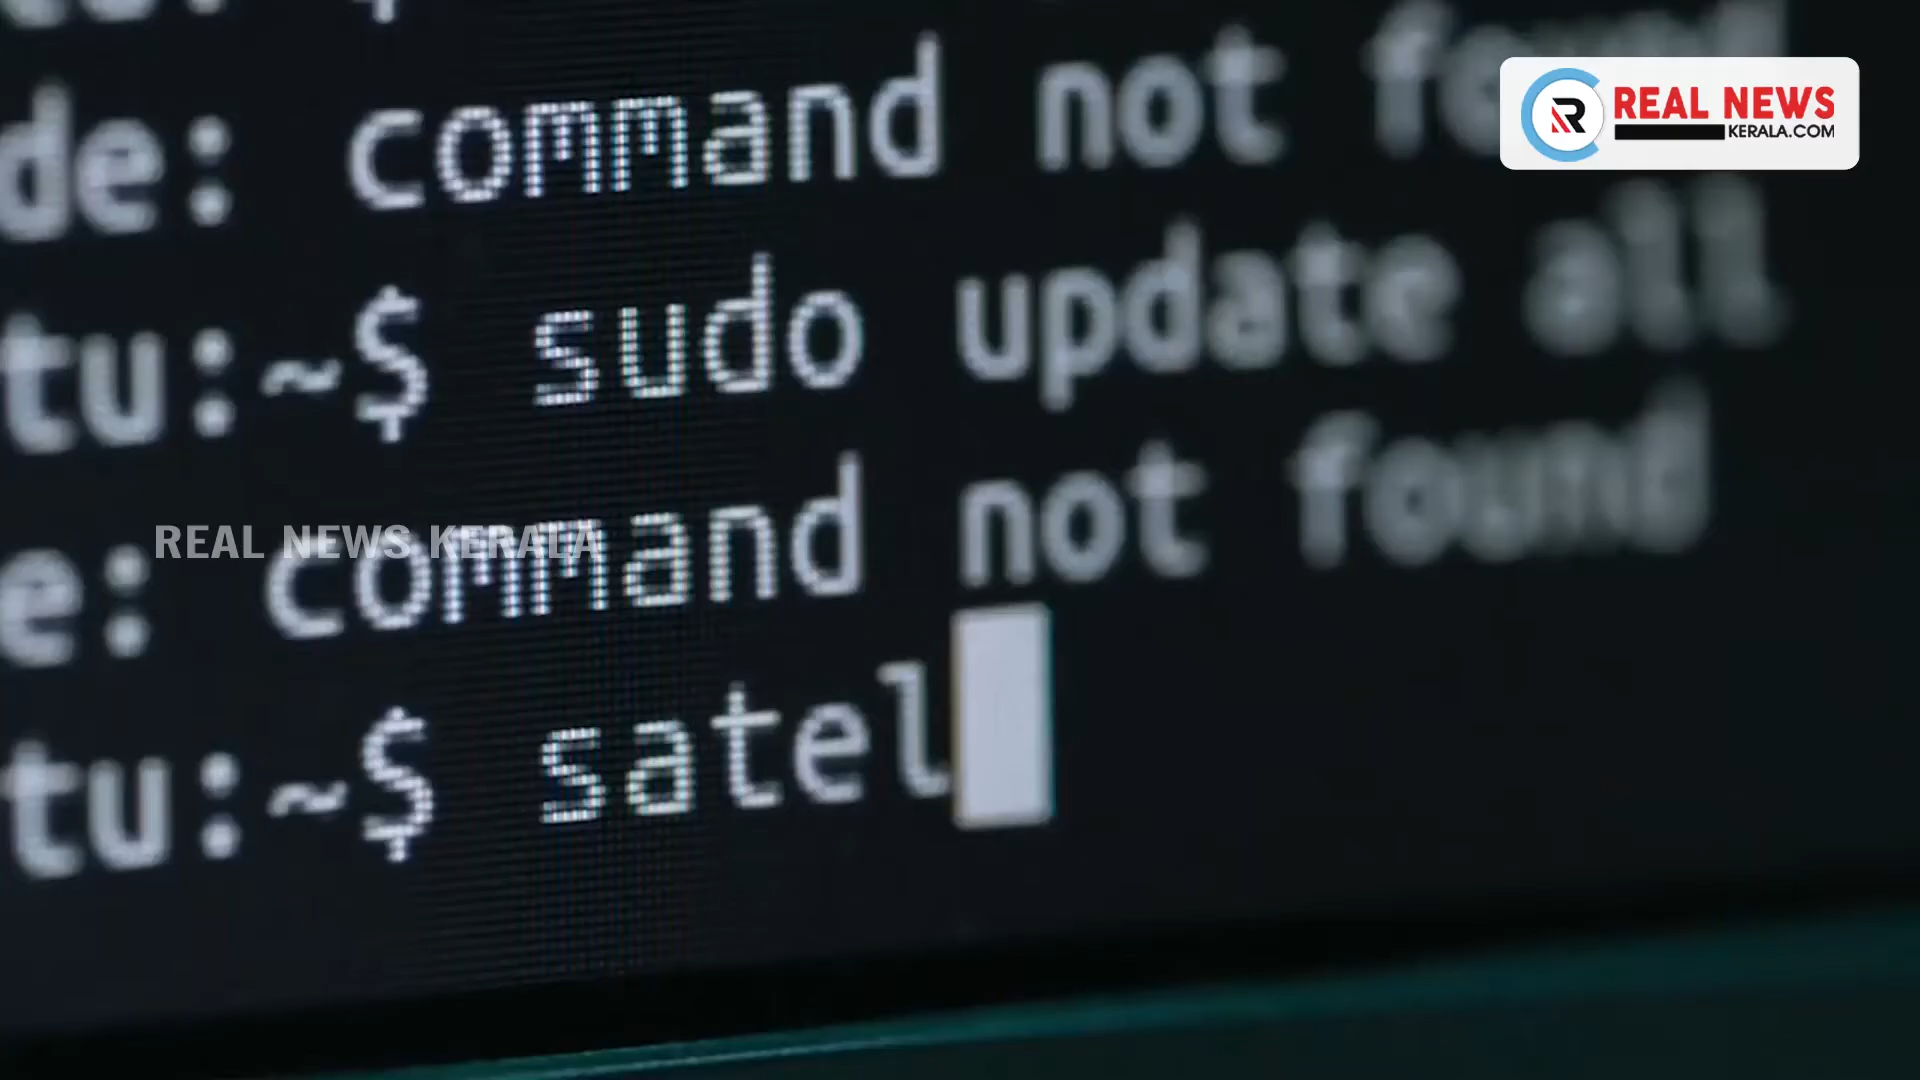 de: command not found
REAL NEWS
KERALA.COM
tu:~$ sudo update all
e: command not found
REAL NEWS KERALA
tu:~$ satel